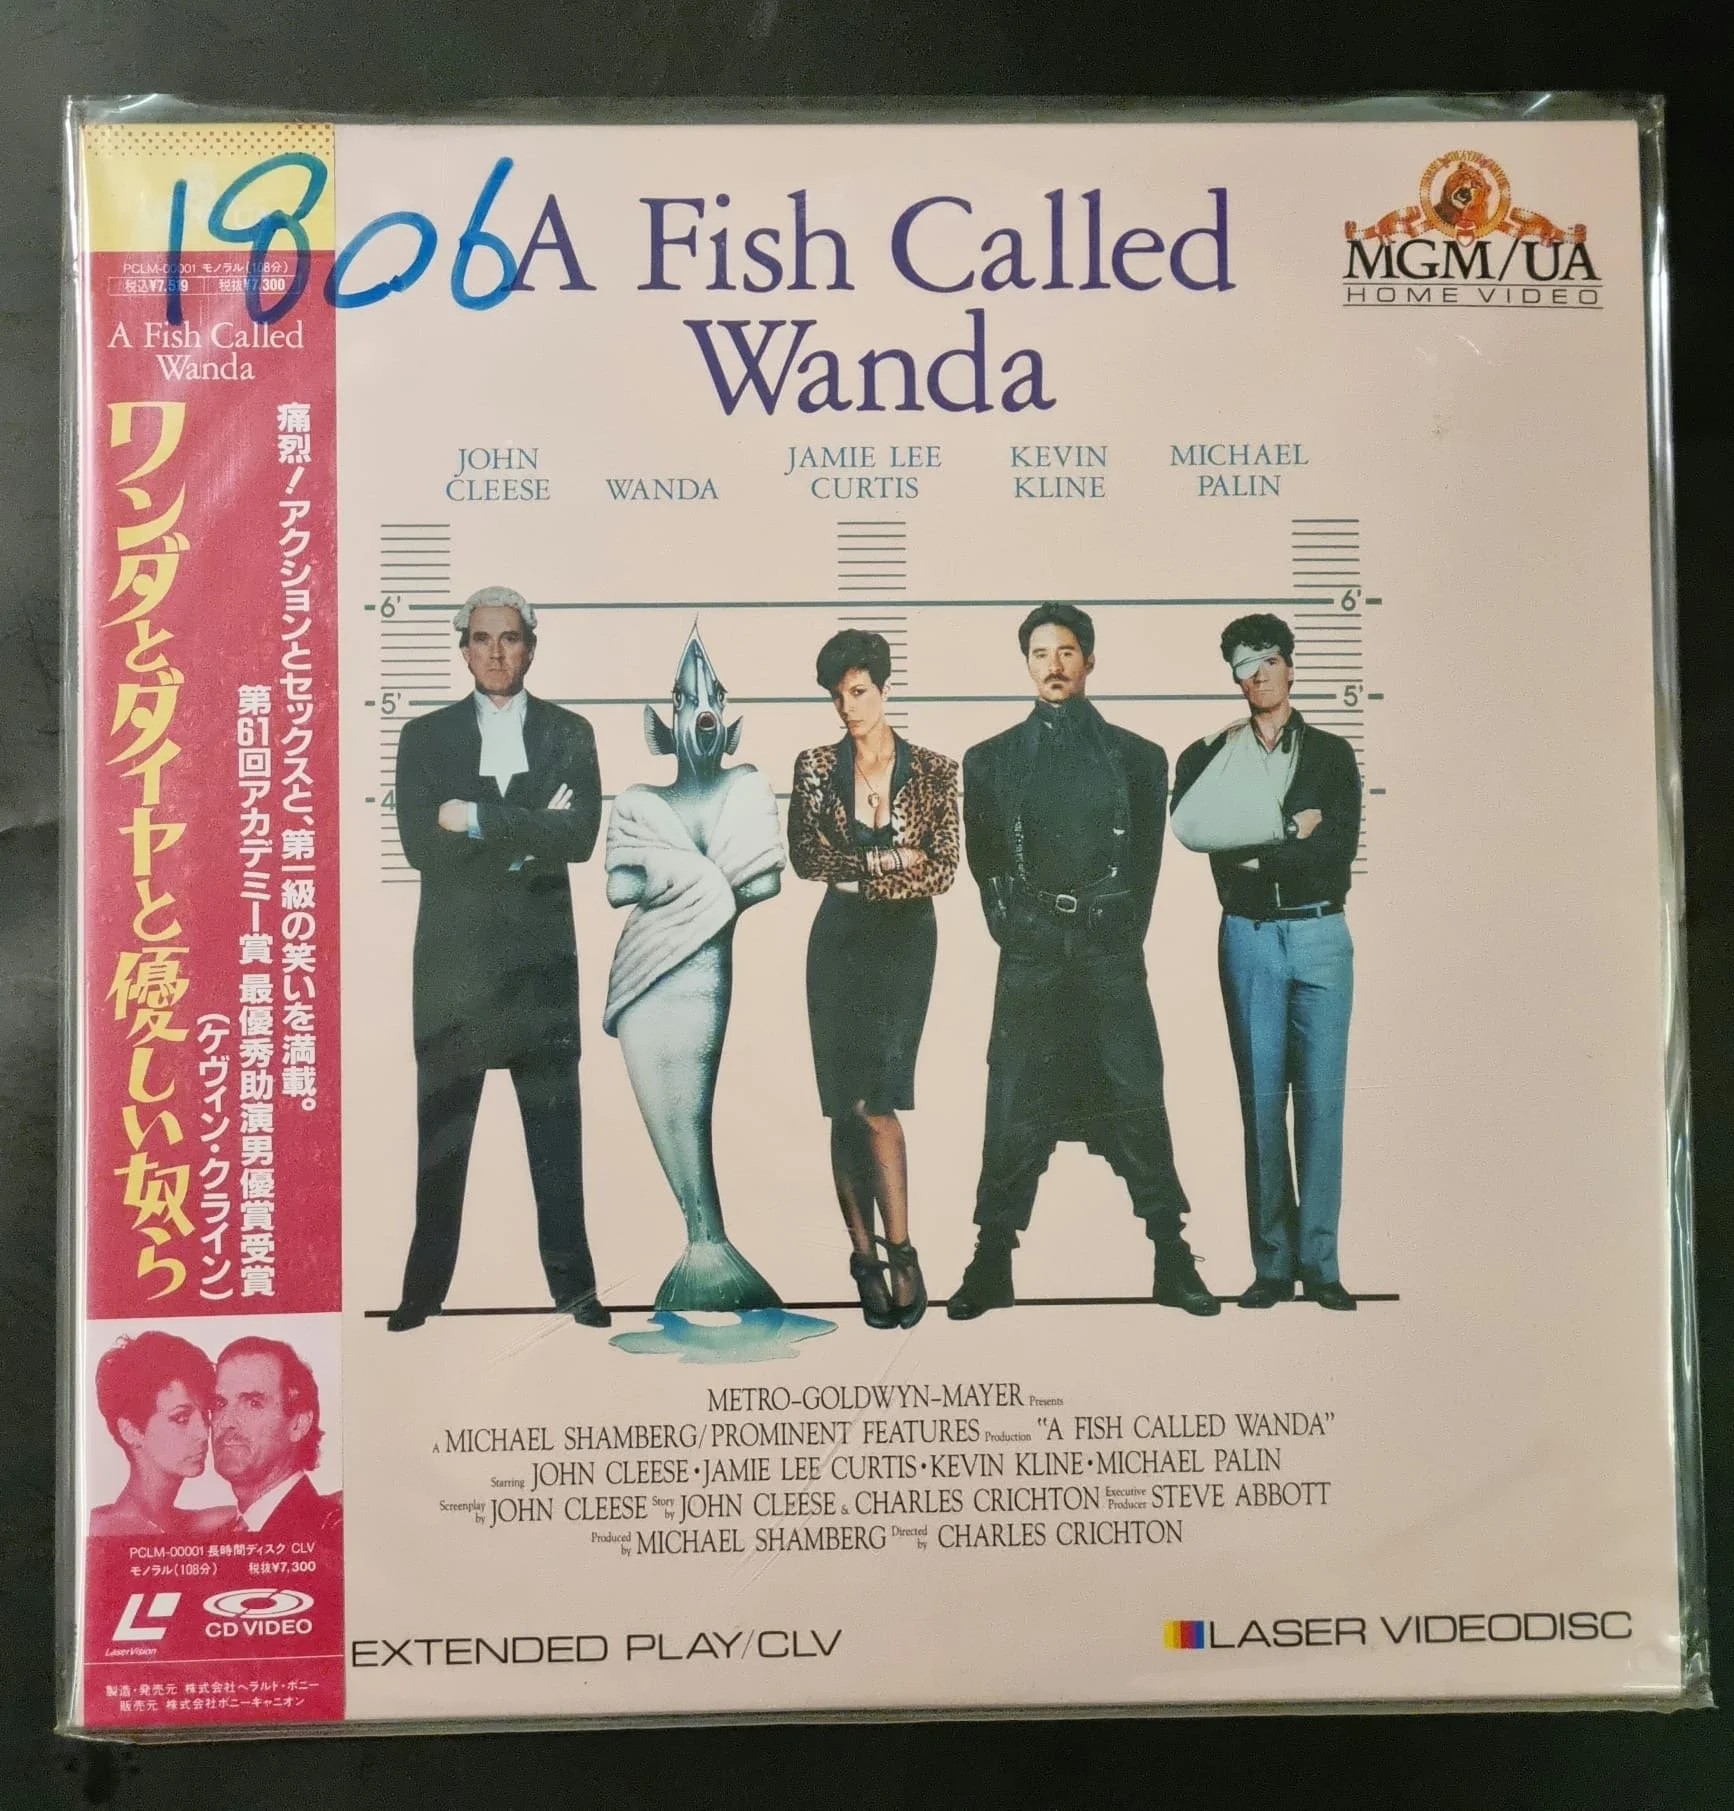 1806
PCLM-00001 モノラル(108分)
税込¥7,519 税抜¥7,300
A Fish Called
Wanda
痛烈!アクションとセックスと、第一級の笑いを満載。
第61回アカデミー賞 最優秀助演男優賞受賞
(ケヴィン・クライン)
ワンダとダイヤと優しい奴ら
PCLM-00001 長時間ディスク CLV
モノラル(108分) 税抜¥7,300
LaserVision
CD VIDEO
製造・発売元 株式会社ヘラルド・ポニー
販売元 株式会社ポニーキャニオン
A Fish Called
Wanda
MGM/UA
HOME VIDEO
JOHN
CLEESE
WANDA
JAMIE LEE
CURTIS
KEVIN
KLINE
MICHAEL
PALIN
6' 6'
5' 5'
4
METRO-GOLDWYN-MAYER Presents
A MICHAEL SHAMBERG/PROMINENT FEATURES Production "A FISH CALLED WANDA"
Starring JOHN CLEESE•JAMIE LEE CURTIS•KEVIN KLINE•MICHAEL PALIN
Screenplay by JOHN CLEESE Story by JOHN CLEESE & CHARLES CRICHTON Executive Producer STEVE ABBOTT
Produced by MICHAEL SHAMBERG Directed by CHARLES CRICHTON
EXTENDED PLAY/CLV
LASER VIDEODISC